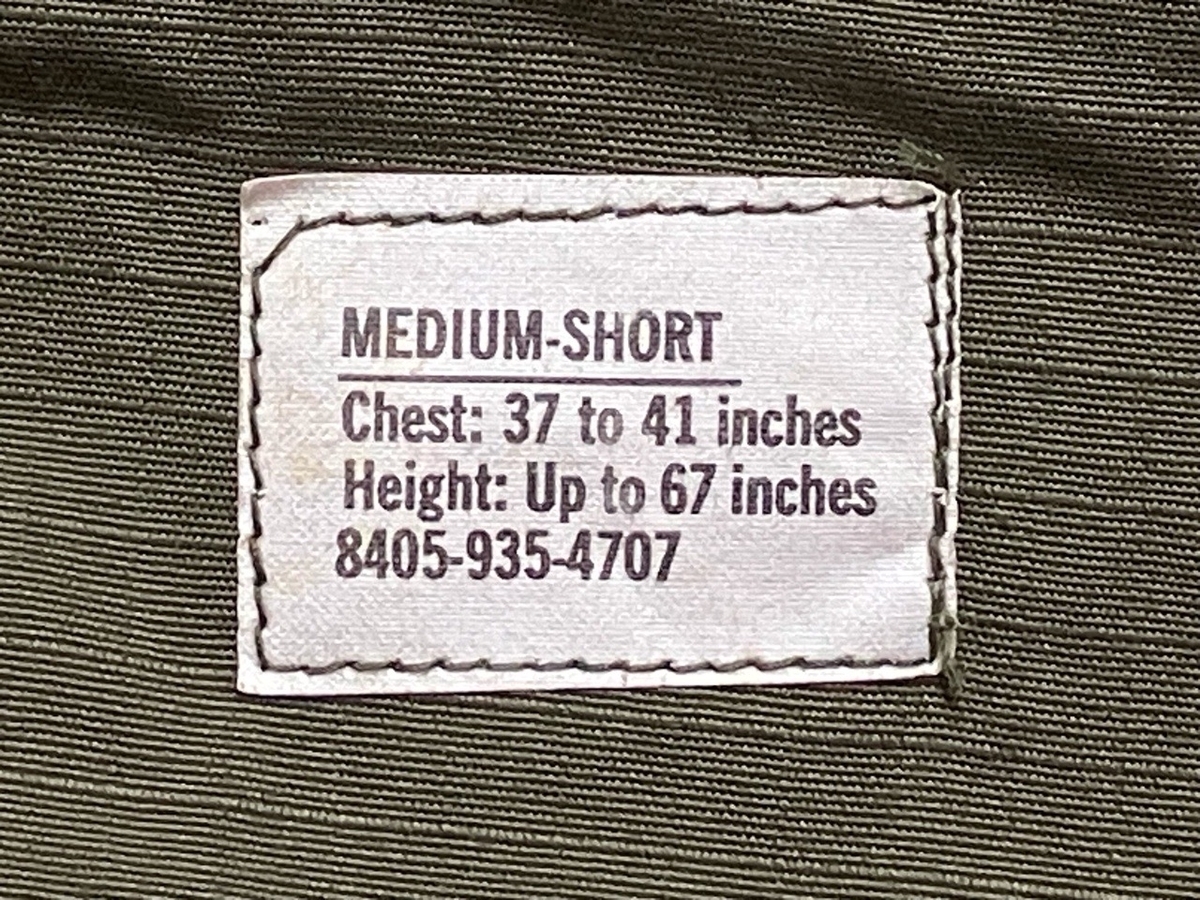 MEDIUM-SHORT
Chest: 37 to 41 inches
Height: Up to 67 inches
8405-935-4707